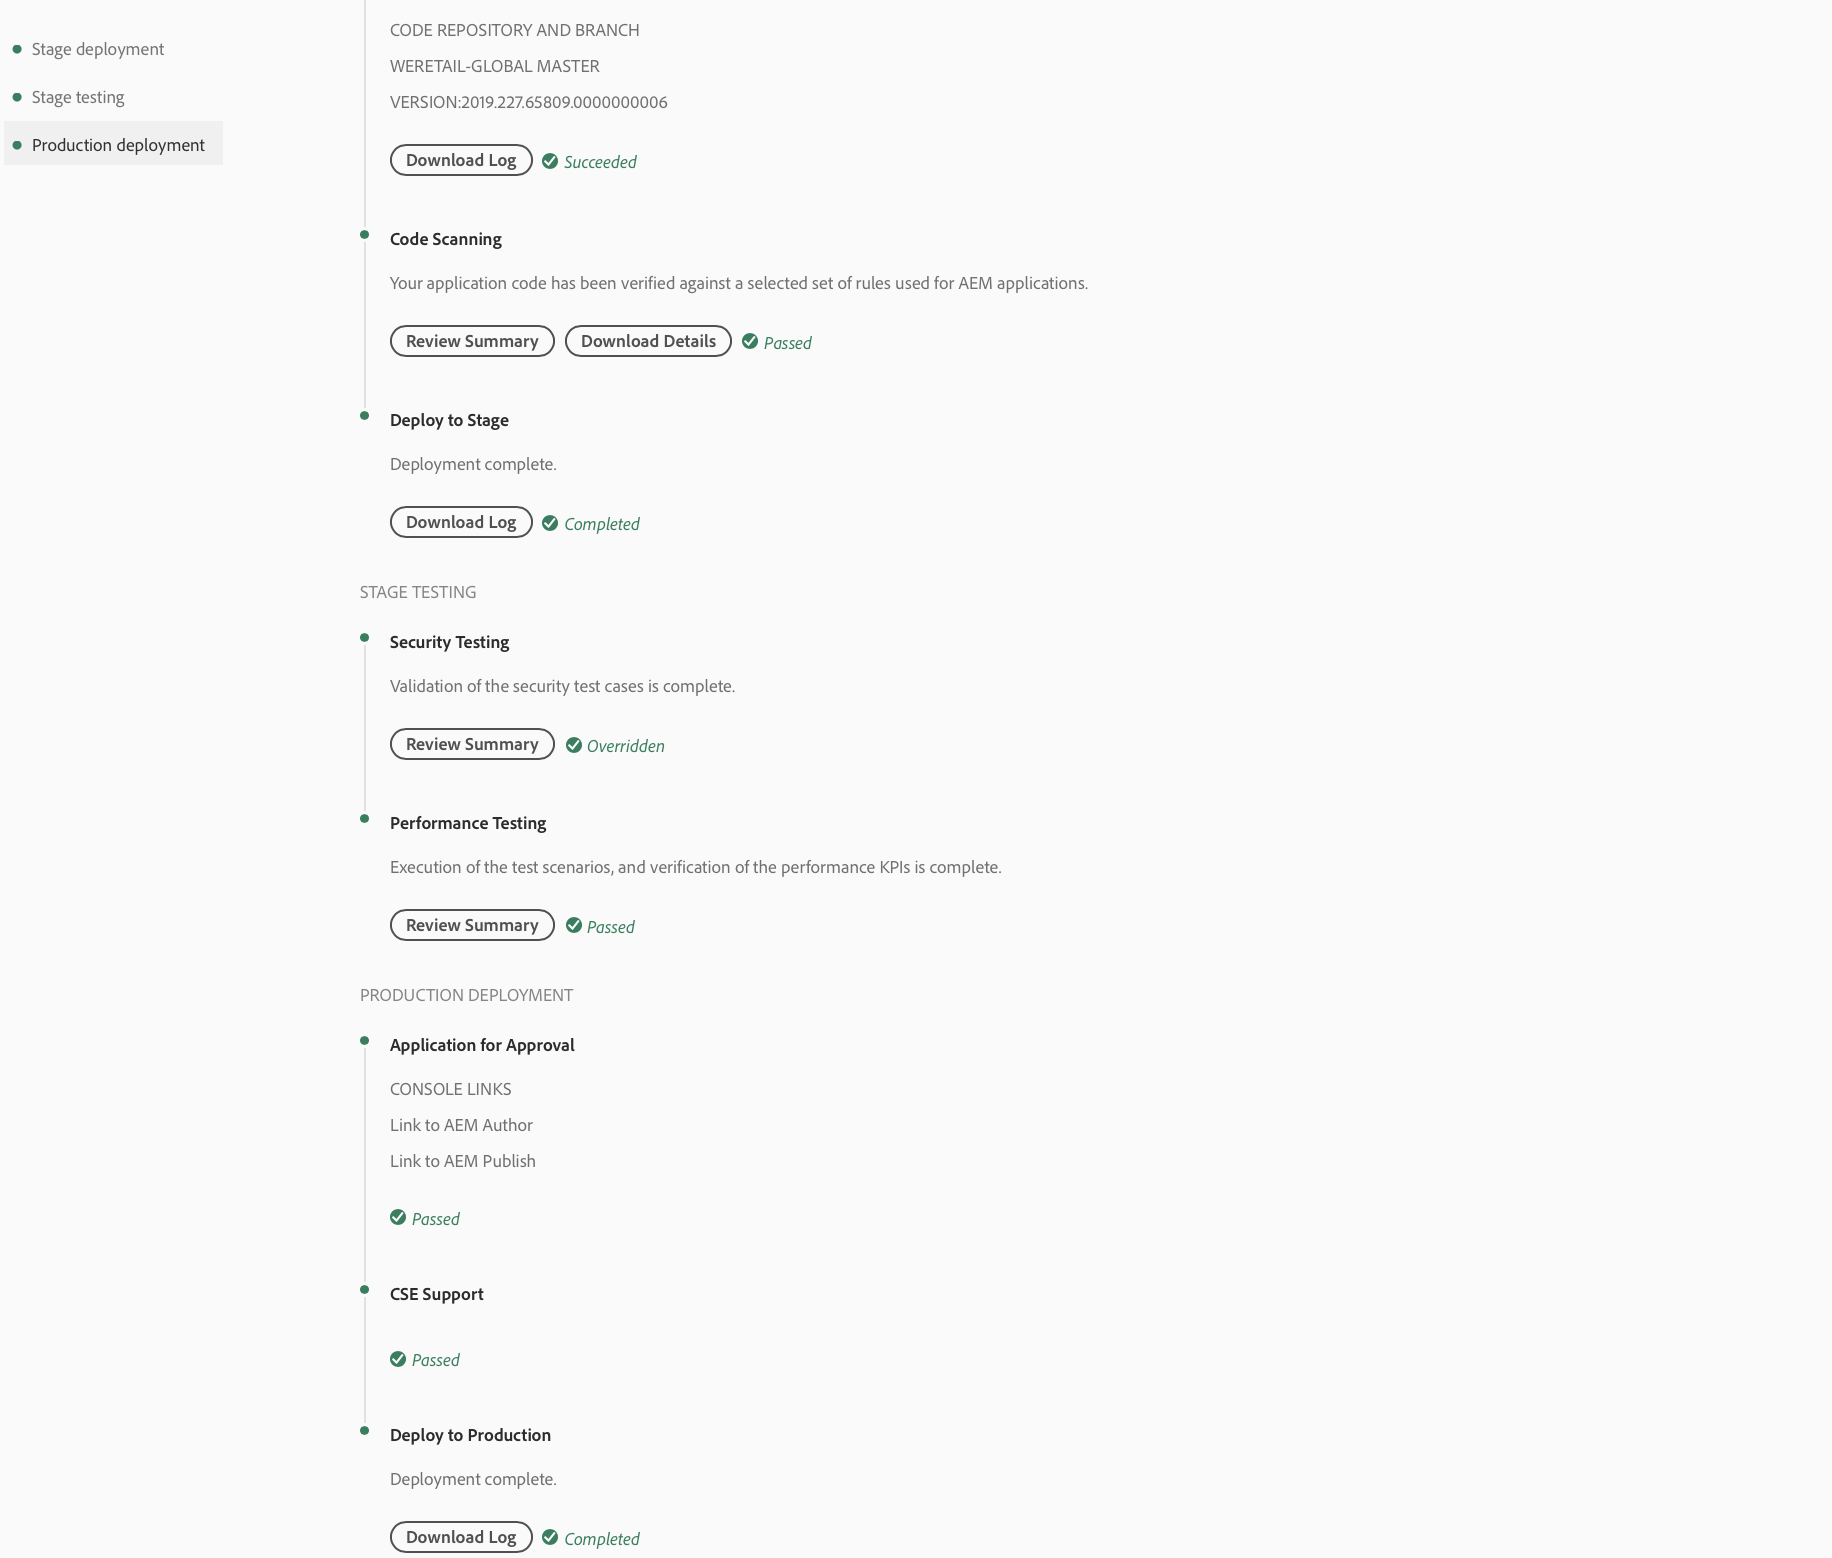 Stage deployment
Stage testing
Production deployment
CODE REPOSITORY AND BRANCH
WERETAIL-GLOBAL MASTER
VERSION:2019.227.65809.0000000006
Download Log Succeeded
Code Scanning
Your application code has been verified against a selected set of rules used for AEM applications.
Review Summary Download Details Passed
Deploy to Stage
Deployment complete.
Download Log Completed
STAGE TESTING
Security Testing
Validation of the security test cases is complete.
Review Summary Overridden
Performance Testing
Execution of the test scenarios, and verification of the performance KPIs is complete.
Review Summary Passed
PRODUCTION DEPLOYMENT
Application for Approval
CONSOLE LINKS
Link to AEM Author
Link to AEM Publish
Passed
CSE Support
Passed
Deploy to Production
Deployment complete.
Download Log Completed